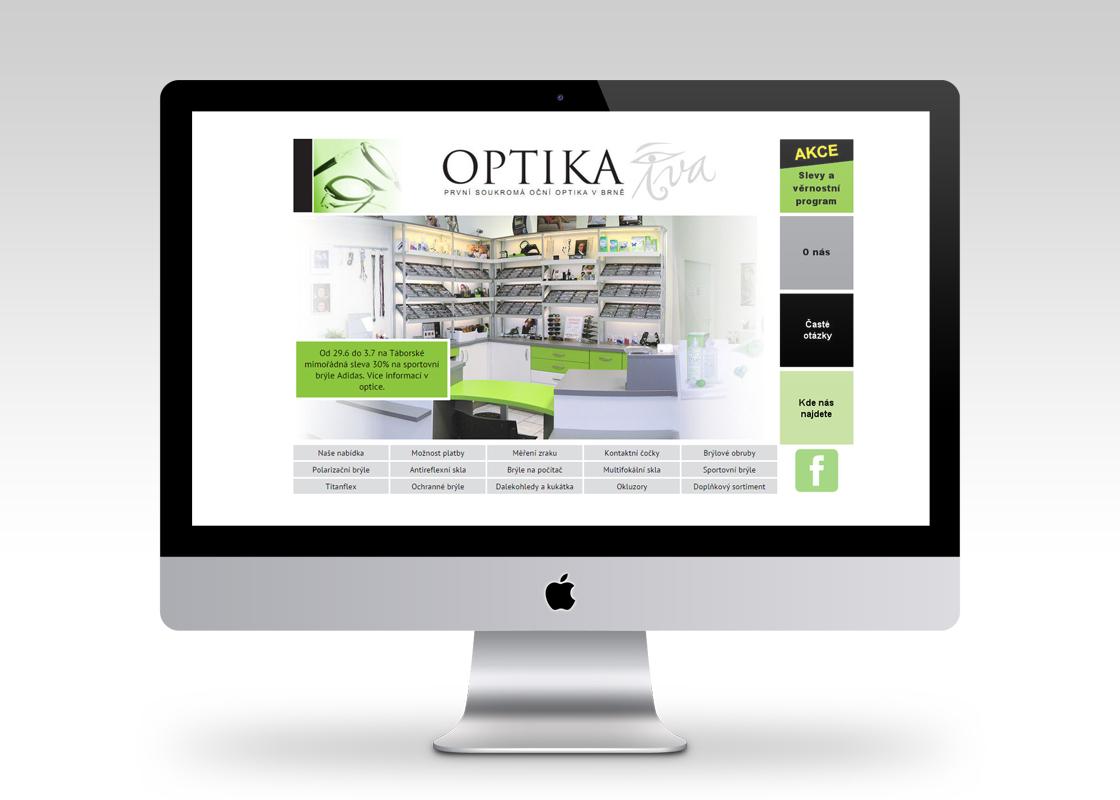 OPTIKA Iva
PRVNÍ SOUKROMÁ OČNÍ OPTIKA V BRNĚ
AKCE
Slevy a
věrnostní
program
O nás
Časté
otázky
Kde nás
najdete
Od 29.6 do 3.7 na Táborské
mimořádná sleva 30% na sportovní
brýle Adidas. Více informací v
optice.
Naše nabídka Možnost platby Měření zraku Kontaktní čočky Brýlové obruby
Polarizační brýle Antireflexní skla Brýle na počítač Multifokální skla Sportovní brýle
Titanflex Ochranné brýle Dalekohledy a kukátka Okluzory Doplňkový sortiment
f